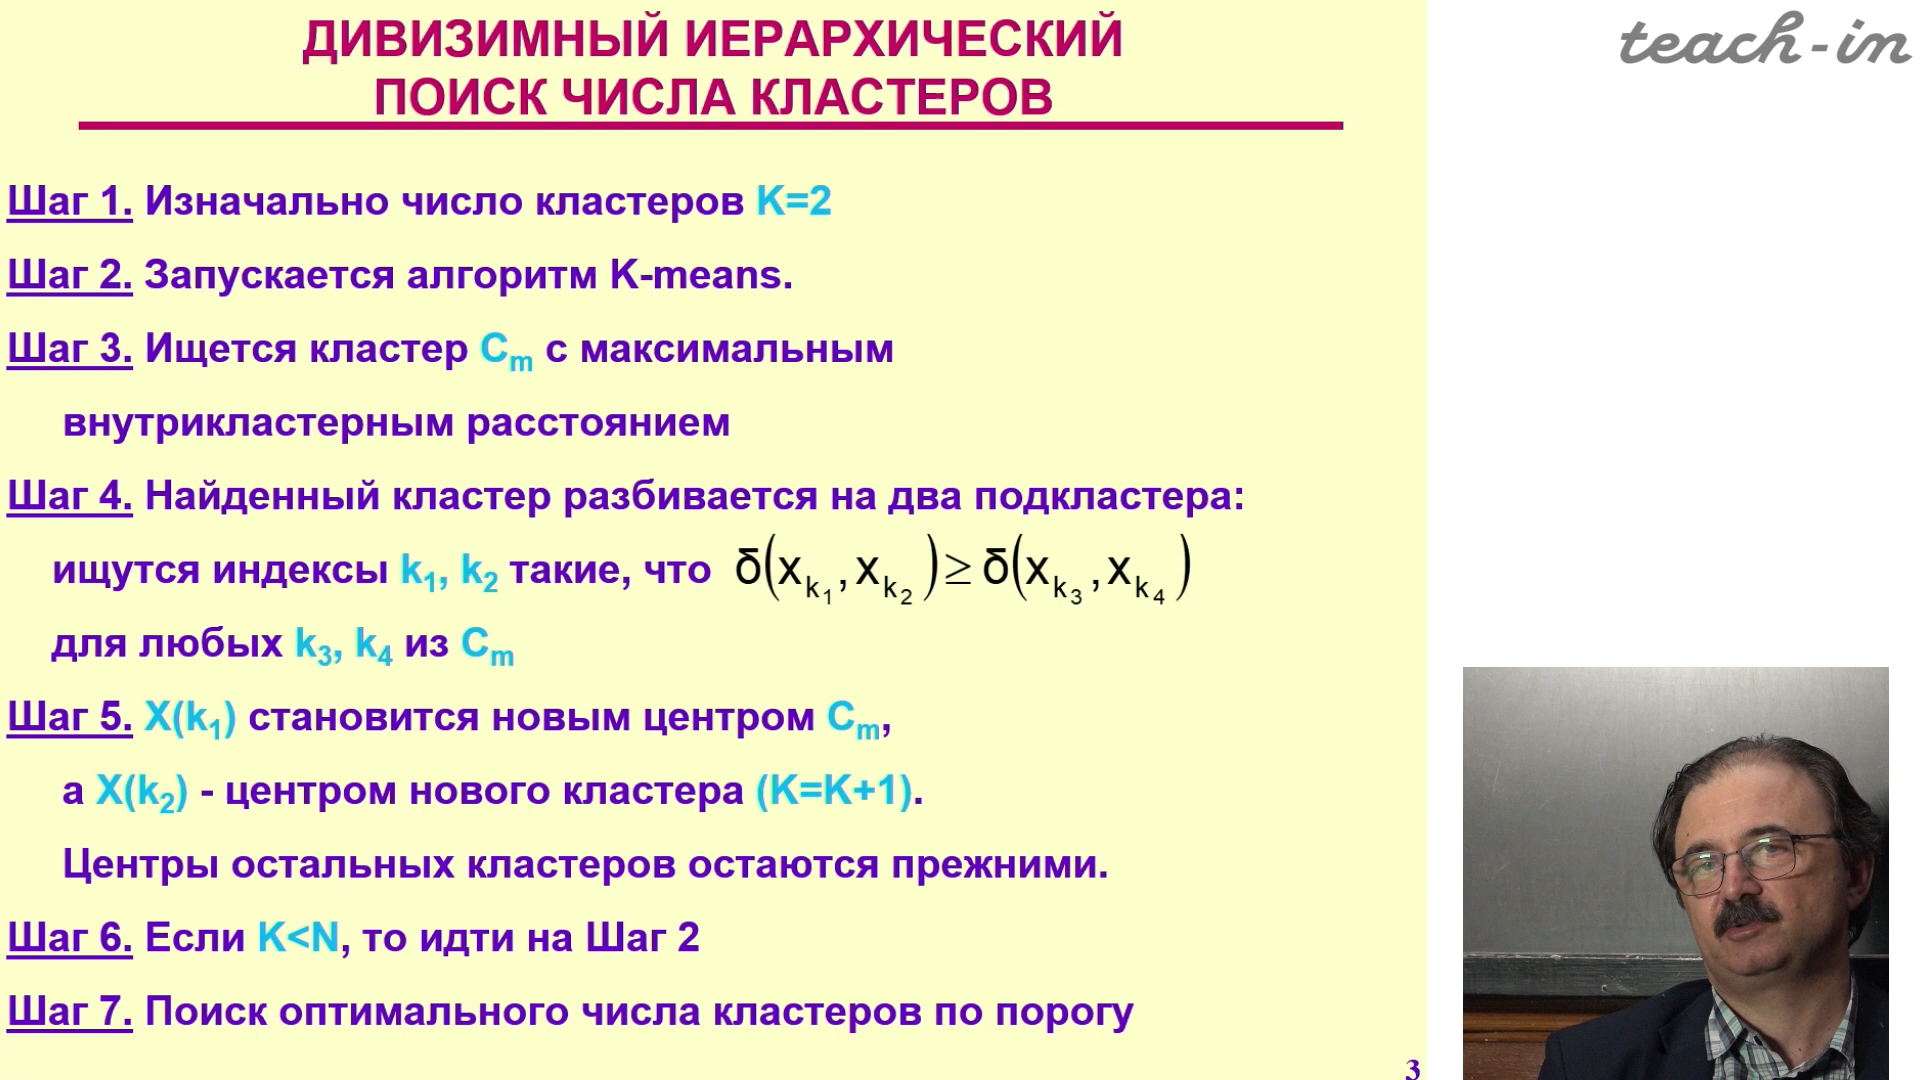 ДИВИЗИМНЫЙ ИЕРАРХИЧЕСКИЙ
ПОИСК ЧИСЛА КЛАСТЕРОВ
teach-in
Шаг 1. Изначально число кластеров K=2
Шаг 2. Запускается алгоритм K-means.
Шаг 3. Ищется кластер Cm с максимальным
внутрикластерным расстоянием
Шаг 4. Найденный кластер разбивается на два подкластера:
ищутся индексы k1, k2 такие, что δ(x_k1, x_k2) ≥ δ(x_k3, x_k4)
для любых k3, k4 из Cm
Шаг 5. X(k1) становится новым центром Cm,
а X(k2) - центром нового кластера (K=K+1).
Центры остальных кластеров остаются прежними.
Шаг 6. Если K<N, то идти на Шаг 2
Шаг 7. Поиск оптимального числа кластеров по порогу
3